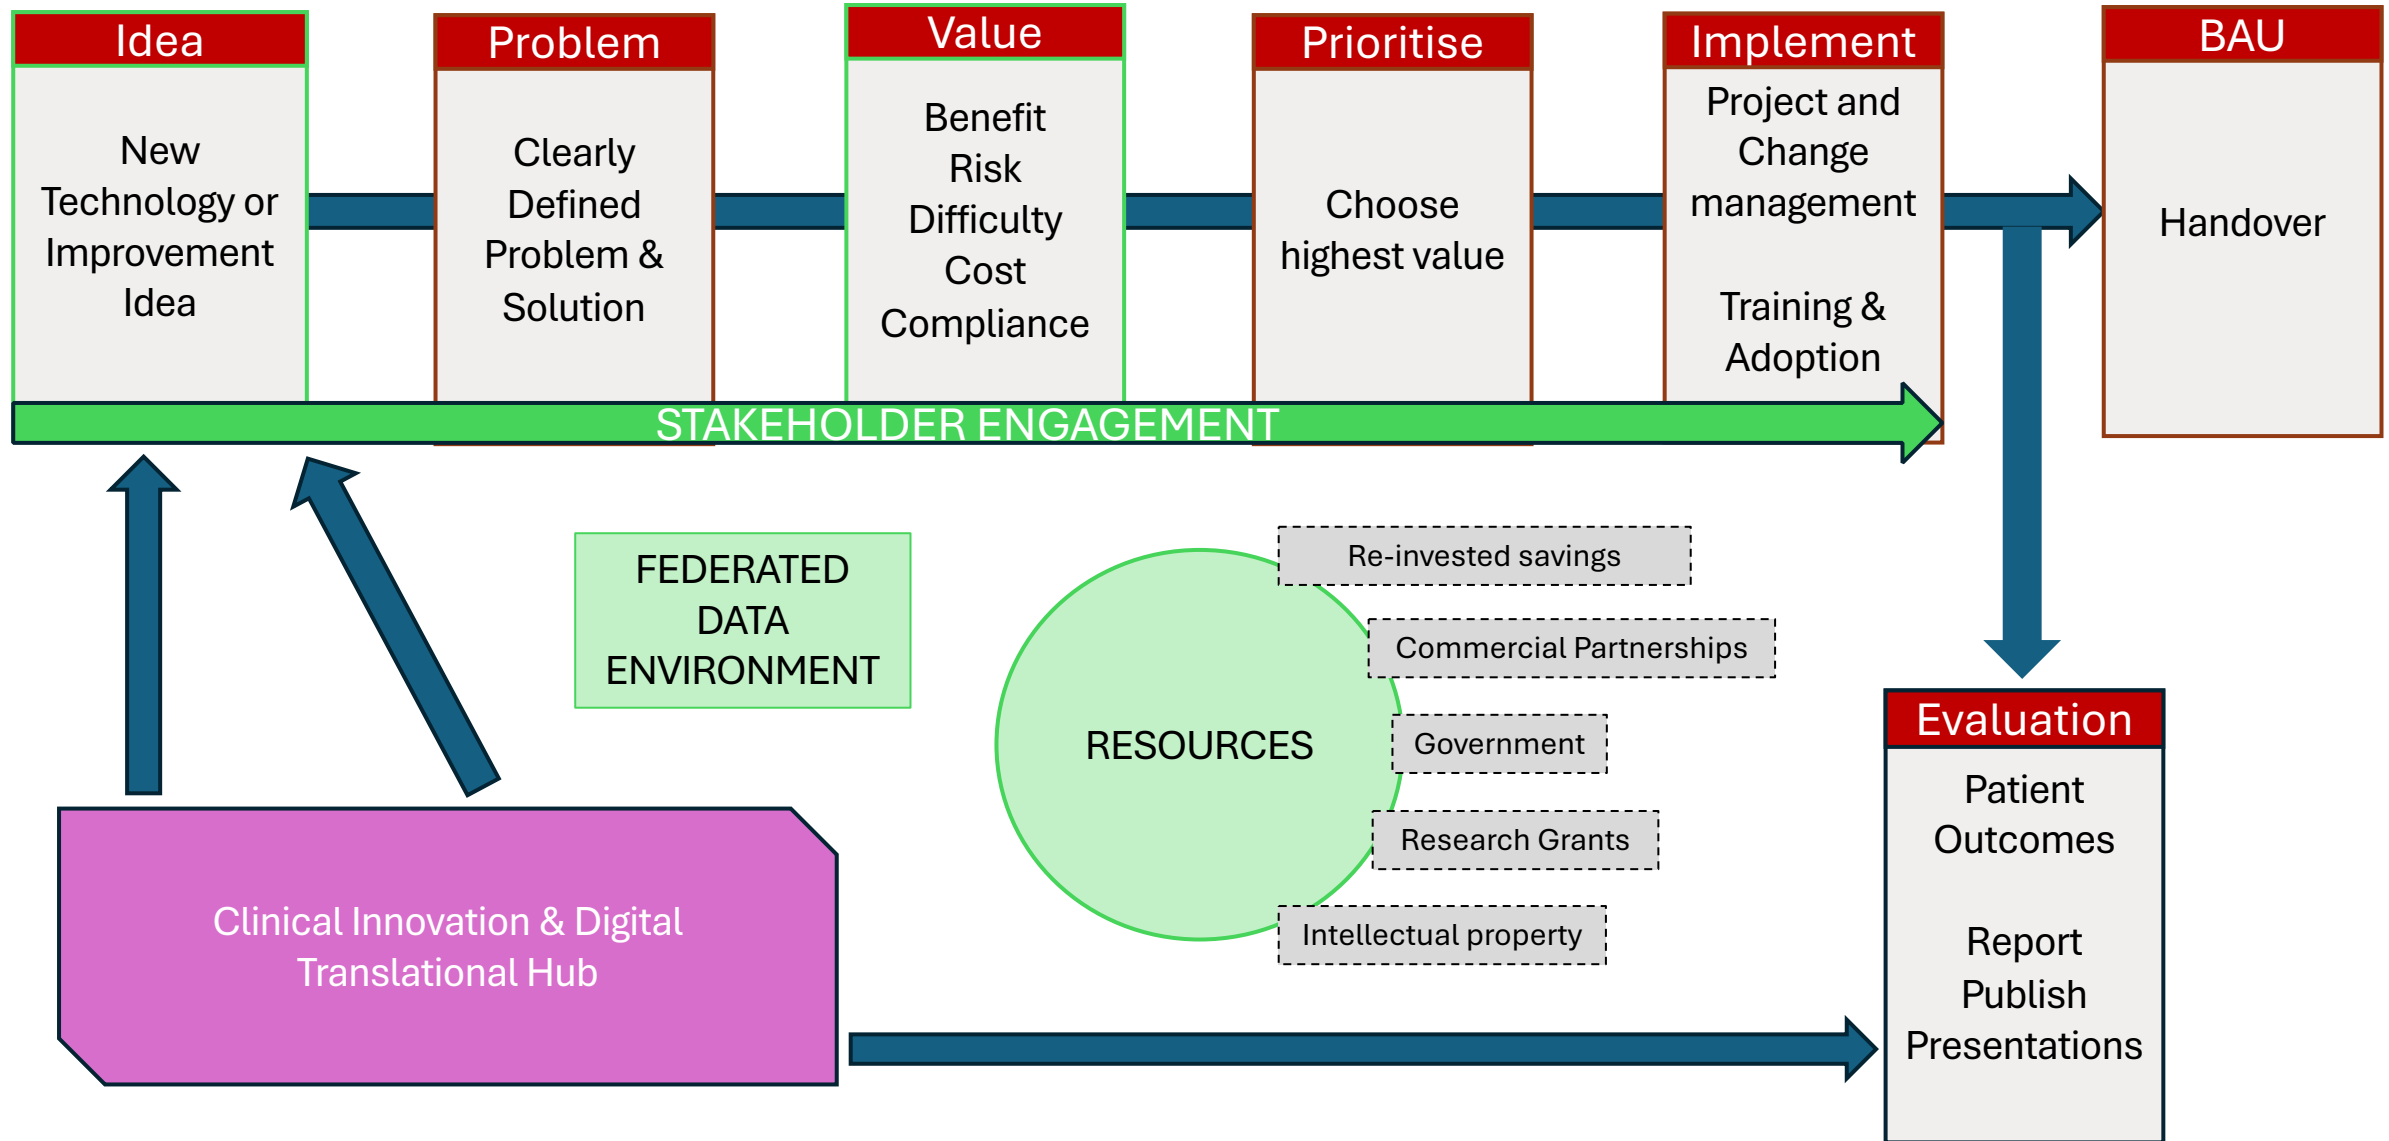 Idea
New
Technology or
Improvement
Idea
Problem
Clearly
Defined
Problem &
Solution
Value
Benefit
Risk
Difficulty
Cost
Compliance
Prioritise
Choose
highest value
Implement
Project and
Change
management
Training &
Adoption
BAU
Handover
STAKEHOLDER ENGAGEMENT
FEDERATED
DATA
ENVIRONMENT
RESOURCES
Re-invested savings
Commercial Partnerships
Government
Research Grants
Intellectual property
Clinical Innovation & Digital
Translational Hub
Evaluation
Patient
Outcomes
Report
Publish
Presentations